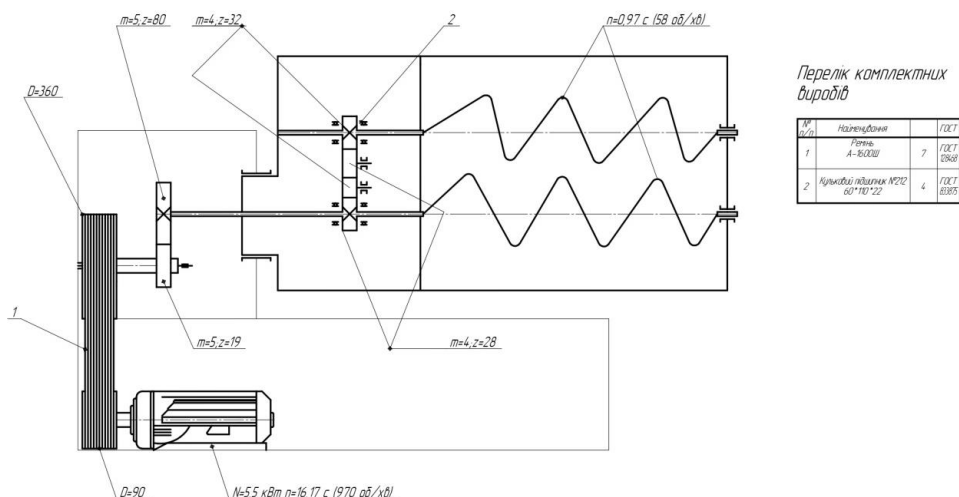 m=5;z=80
m=4;z=32
2
n=0,97 с (58 об/хв)
D=360
Перелік комплектних
виробів
№
п/п
Найменування
ГОСТ
1
Ремінь
А-1600Ш
7
ГОСТ
2
Кульковий підшипник №212
60*110*22
4
ГОСТ
1
m=5;z=19
m=4;z=28
D=90
N=5.5 кВт n=16.17 с (970 об/хв)